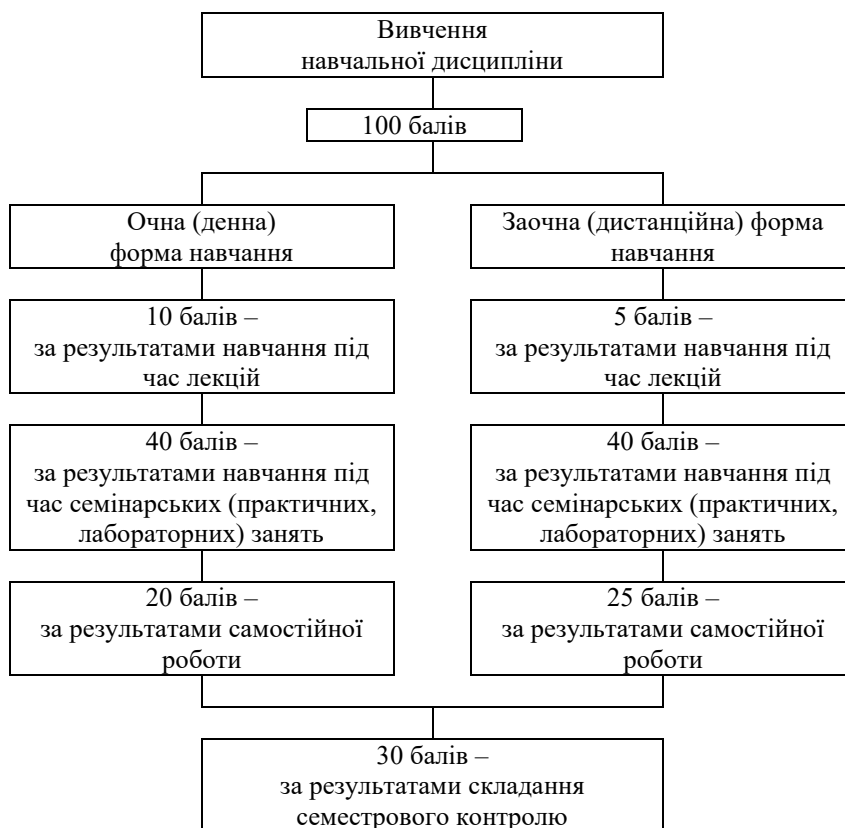 Вивчення
навчальної дисципліни
100 балів
Очна (денна)
форма навчання
Заочна (дистанційна) форма
навчання
10 балів –
за результатами навчання під
час лекцій
5 балів –
за результатами навчання під
час лекцій
40 балів –
за результатами навчання під
час семінарських (практичних,
лабораторних) занять
40 балів –
за результатами навчання під
час семінарських (практичних,
лабораторних) занять
20 балів –
за результатами самостійної
роботи
25 балів –
за результатами самостійної
роботи
30 балів –
за результатами складання
семестрового контролю